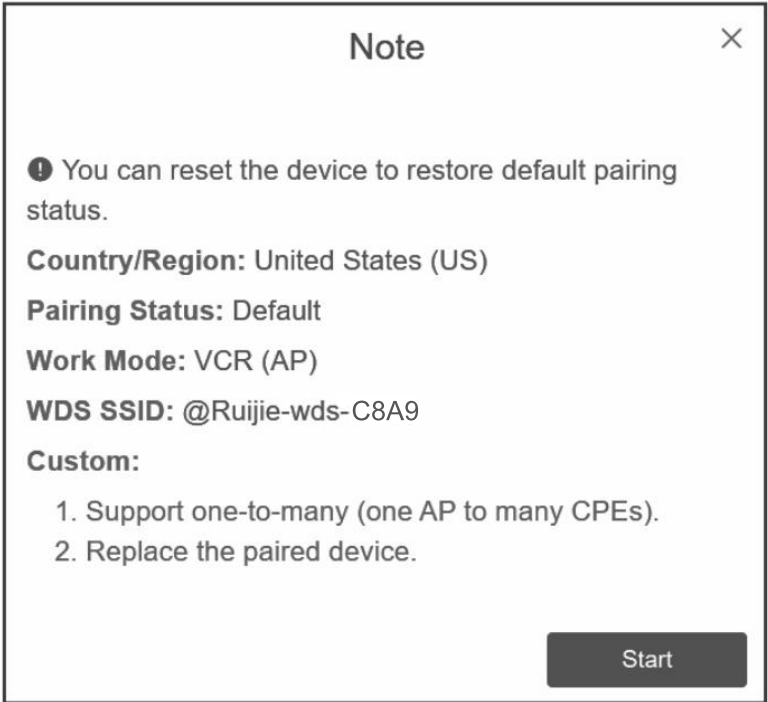 Note
You can reset the device to restore default pairing
status.
Country/Region: United States (US)
Pairing Status: Default
Work Mode: VCR (AP)
WDS SSID: @Ruijie-wds-C8A9
Custom:
1. Support one-to-many (one AP to many CPEs).
2. Replace the paired device.
Start